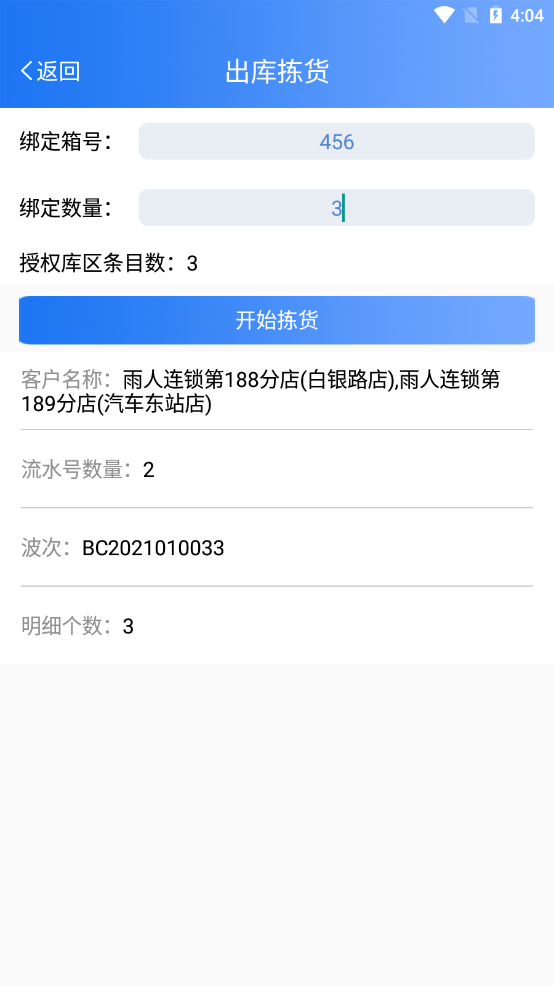 4:04
返回
出库拣货
绑定箱号：
456
绑定数量：
3
授权库区条目数：3
开始拣货
客户名称：雨人连锁第188分店(白银路店),雨人连锁第
189分店(汽车东站店)
流水号数量：2
波次：BC2021010033
明细个数：3